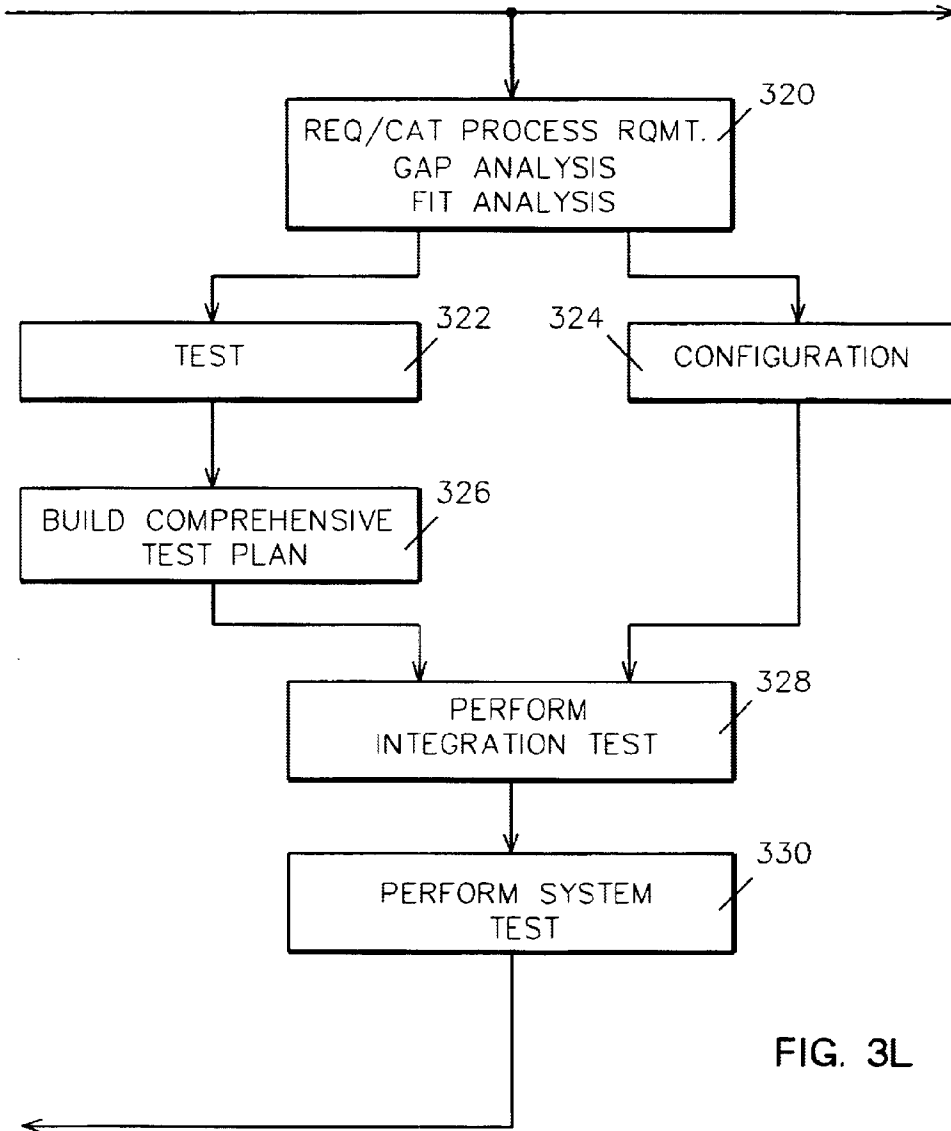 320
REQ/CAT PROCESS RQMT.
GAP ANALYSIS
FIT ANALYSIS
322
TEST
324
CONFIGURATION
326
BUILD COMPREHENSIVE
TEST PLAN
328
PERFORM
INTEGRATION TEST
330
PERFORM SYSTEM
TEST
FIG. 3L